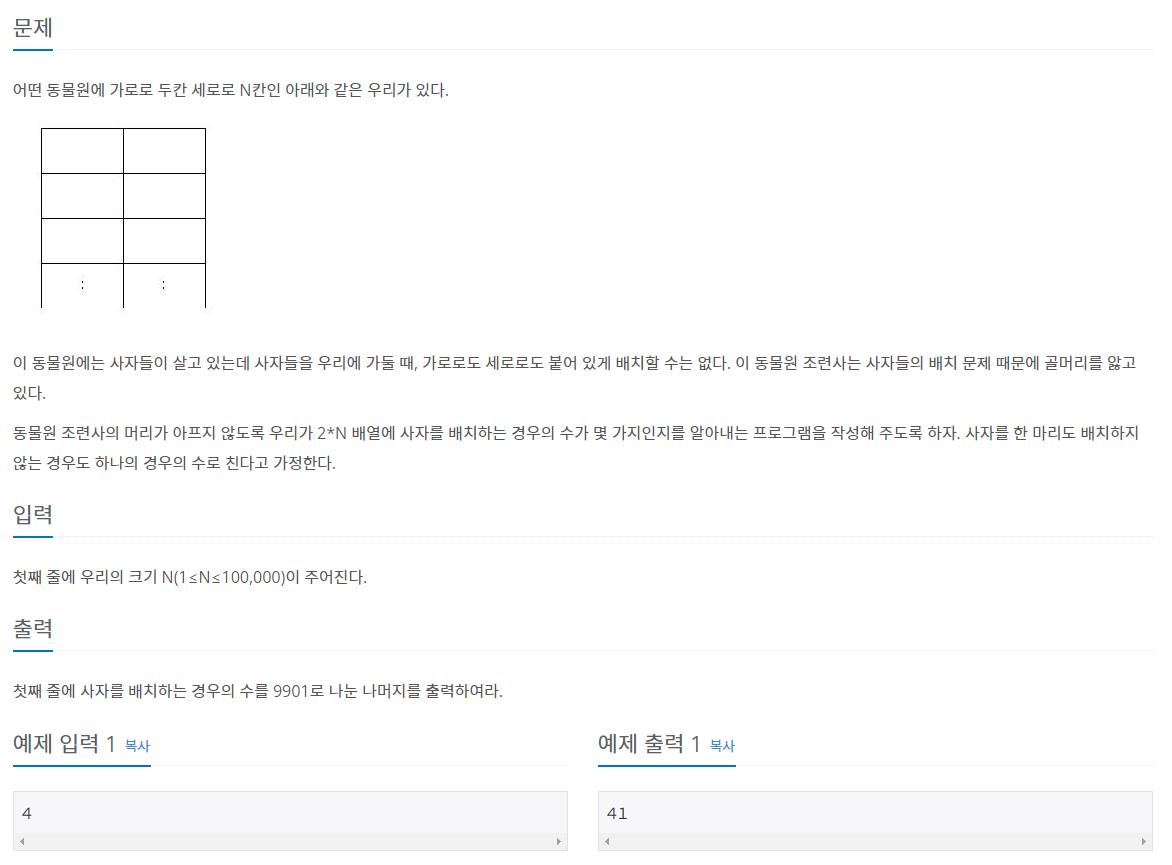 문제
어떤 동물원에 가로로 두칸 세로로 N칸인 아래와 같은 우리가 있다.
:
:
이 동물원에는 사자들이 살고 있는데 사자들을 우리에 가둘 때, 가로로도 세로로도 붙어 있게 배치할 수는 없다. 이 동물원 조련사는 사자들의 배치 문제 때문에 골머리를 앓고
있다.
동물원 조련사의 머리가 아프지 않도록 우리가 2*N 배열에 사자를 배치하는 경우의 수가 몇 가지인지를 알아내는 프로그램을 작성해 주도록 하자. 사자를 한 마리도 배치하지
않는 경우도 하나의 경우의 수로 친다고 가정한다.
입력
첫째 줄에 우리의 크기 N(1≤N≤100,000)이 주어진다.
출력
첫째 줄에 사자를 배치하는 경우의 수를 9901로 나눈 나머지를 출력하여라.
예제 입력 1 복사
예제 출력 1 복사
4
41